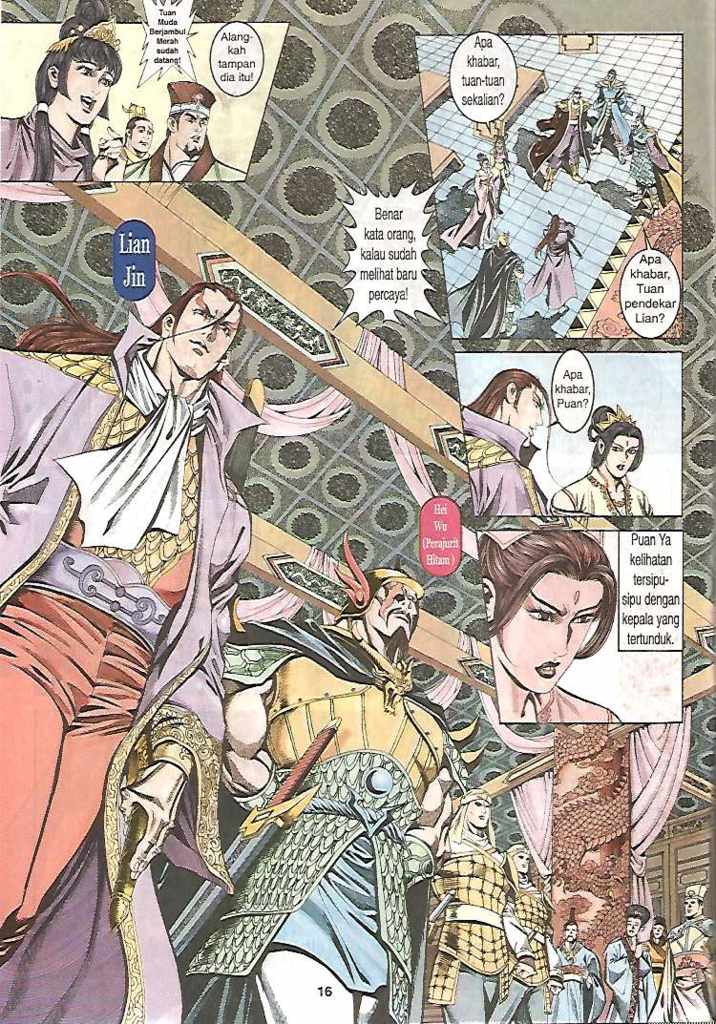 Tuan
Muda
Berjambul
Merah
sudah
datang!
Alang-
kah
tampan
dia itu!
Apa
khabar,
tuan-tuan
sekalian?
Apa
khabar, Tuan
pendekar
Lian?
Benar
kata orang,
kalau sudah
melihat baru
percaya!
Lian
Jin
Apa
khabar,
Puan?
Hei
Wu
(Perajurit
Hitam)
Puan Ya
kelihatan
tersipu-
sipu dengan
kepala yang
tertunduk.
16